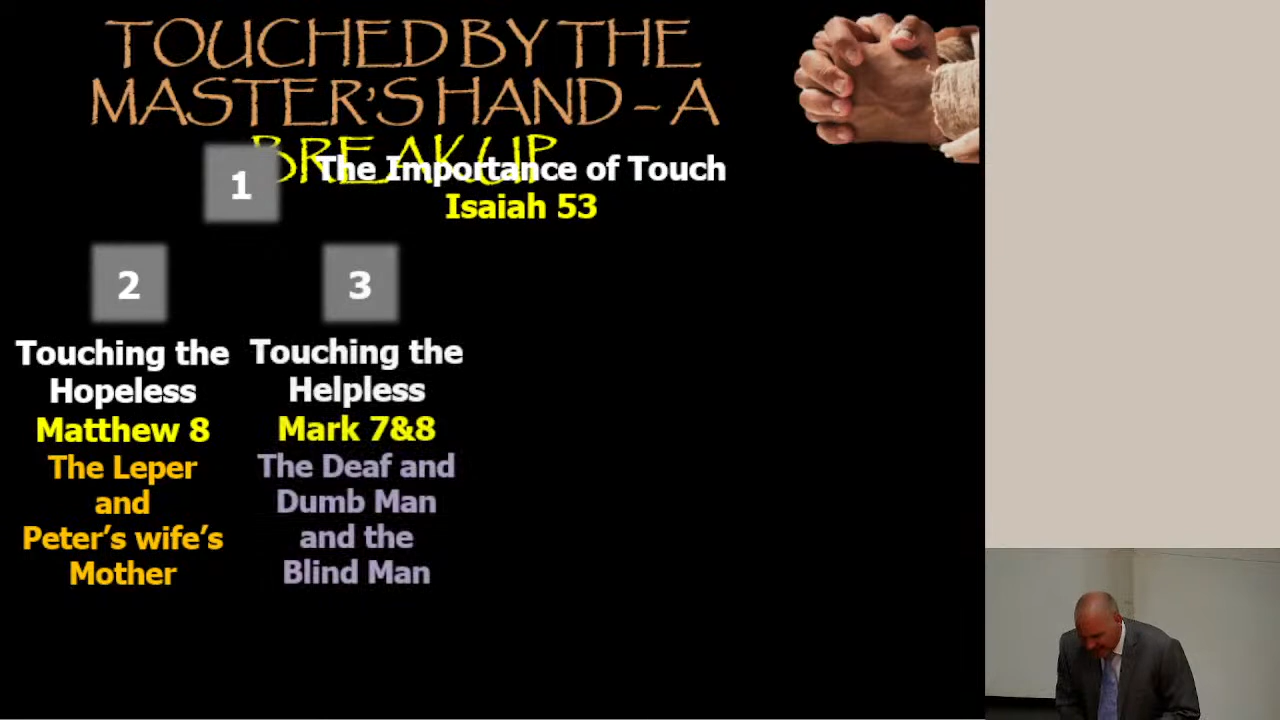 TOUCHED BY THE
MASTER'S HAND – A
BREAK UP
1
The Importance of Touch
Isaiah 53
2
Touching the
Hopeless
Matthew 8
The Leper
and
Peter's wife's
Mother
3
Touching the
Helpless
Mark 7&8
The Deaf and
Dumb Man
and the
Blind Man